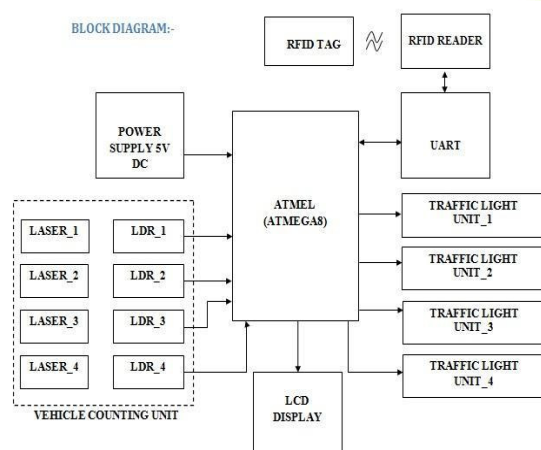 BLOCK DIAGRAM:-
RFID TAG
RFID READER
POWER
SUPPLY 5V
DC
UART
ATMEL
(ATMEGA8)
TRAFFIC LIGHT
UNIT_1
LASER_1
LDR_1
TRAFFIC LIGHT
UNIT_2
LASER_2
LDR_2
TRAFFIC LIGHT
UNIT_3
LASER_3
LDR_3
TRAFFIC LIGHT
UNIT_4
LASER_4
LDR_4
VEHICLE COUNTING UNIT
LCD
DISPLAY